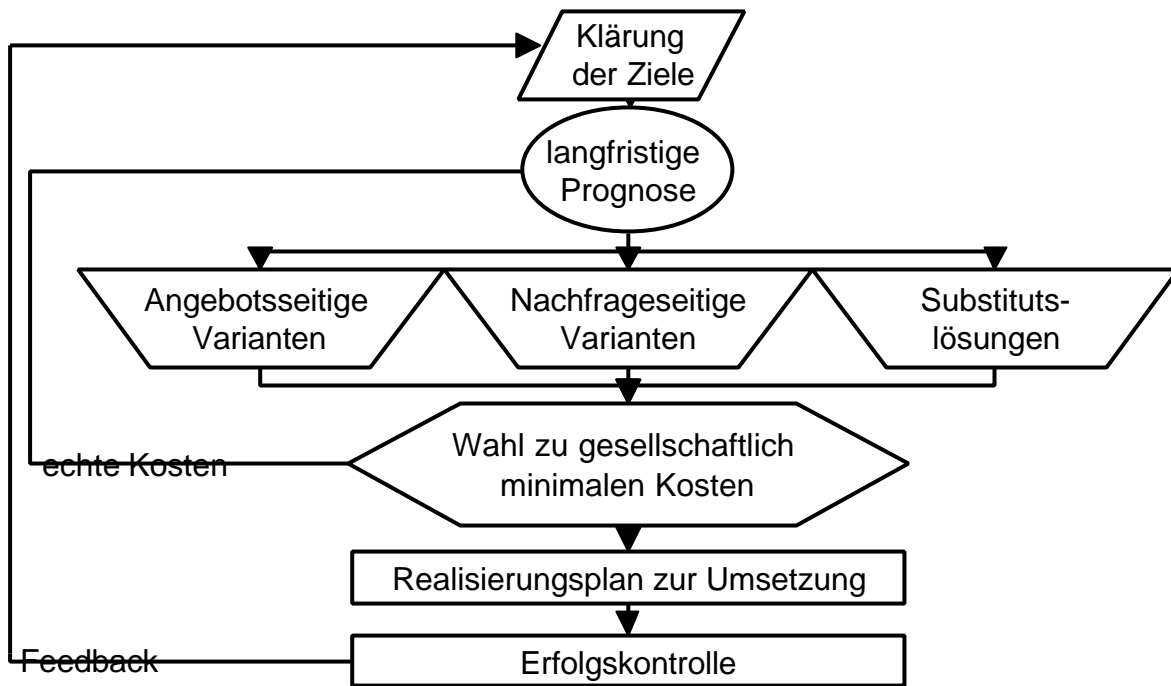 Klärung
der Ziele
langfristige
Prognose
Angebotsseitige
Varianten
Nachfrageseitige
Varianten
Substituts-
lösungen
Wahl zu gesellschaftlich
minimalen Kosten
echte Kosten
Realisierungsplan zur Umsetzung
Erfolgskontrolle
Feedback